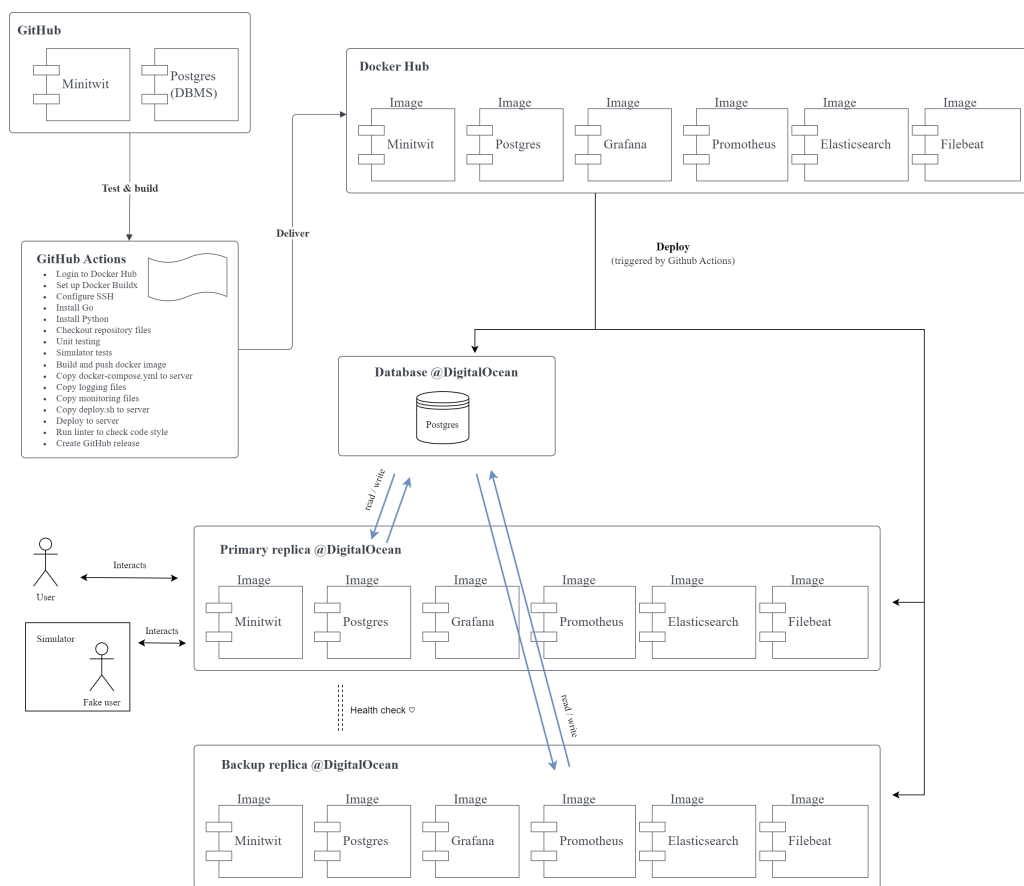 GitHub
Minitwit
Postgres
(DBMS)
Test & build
GitHub Actions
Login to Docker Hub
Set up Docker Buildx
Configure SSH
Install Go
Install Python
Checkout repository files
Unit testing
Simulator tests
Build and push docker image
Copy docker-compose.yml to server
Copy logging files
Copy monitoring files
Copy deploy.sh to server
Deploy to server
Run linter to check code style
Create GitHub release
Deliver
Docker Hub
Image
Minitwit
Image
Postgres
Image
Grafana
Image
Promotheus
Image
Elasticsearch
Image
Filebeat
Deploy
(triggered by Github Actions)
Database @DigitalOcean
Postgres
read / write
read / write
User
Interacts
Simulator
Fake user
Interacts
Primary replica @DigitalOcean
Image
Minitwit
Image
Postgres
Image
Grafana
Image
Promotheus
Image
Elasticsearch
Image
Filebeat
Health check ♡
Backup replica @DigitalOcean
Image
Minitwit
Image
Postgres
Image
Grafana
Image
Promotheus
Image
Elasticsearch
Image
Filebeat